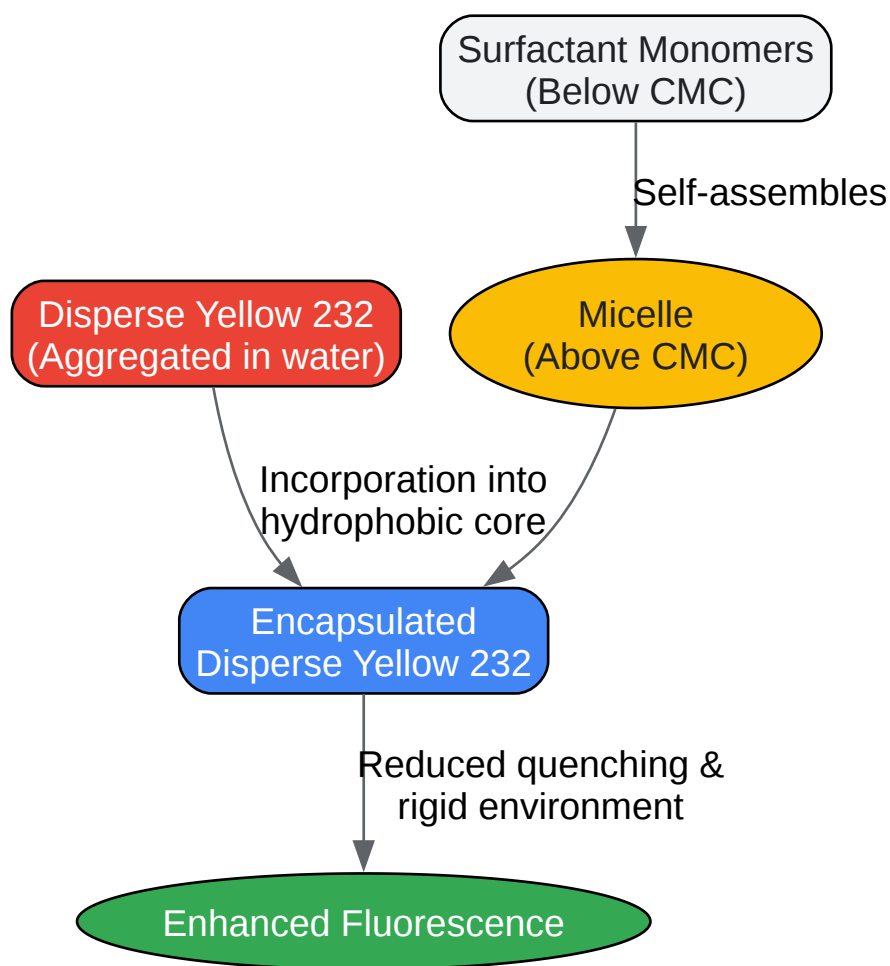 Surfactant Monomers
(Below CMC)
Self-assembles
Disperse Yellow 232
(Aggregated in water)
Micelle
(Above CMC)
Incorporation into
hydrophobic core
Encapsulated
Disperse Yellow 232
Reduced quenching &
rigid environment
Enhanced Fluorescence